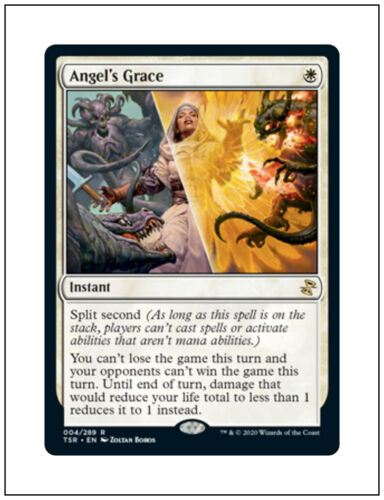 Angel's Grace
Instant
Split second (As long as this spell is on the
stack, players can't cast spells or activate
abilities that aren't mana abilities.)
You can't lose the game this turn and
your opponents can't win the game this
turn. Until end of turn, damage that
would reduce your life total to less than 1
reduces it to 1 instead.
004/289 R
TSR • EN Zoltan Boros
™ & © 2020 Wizards of the Coast